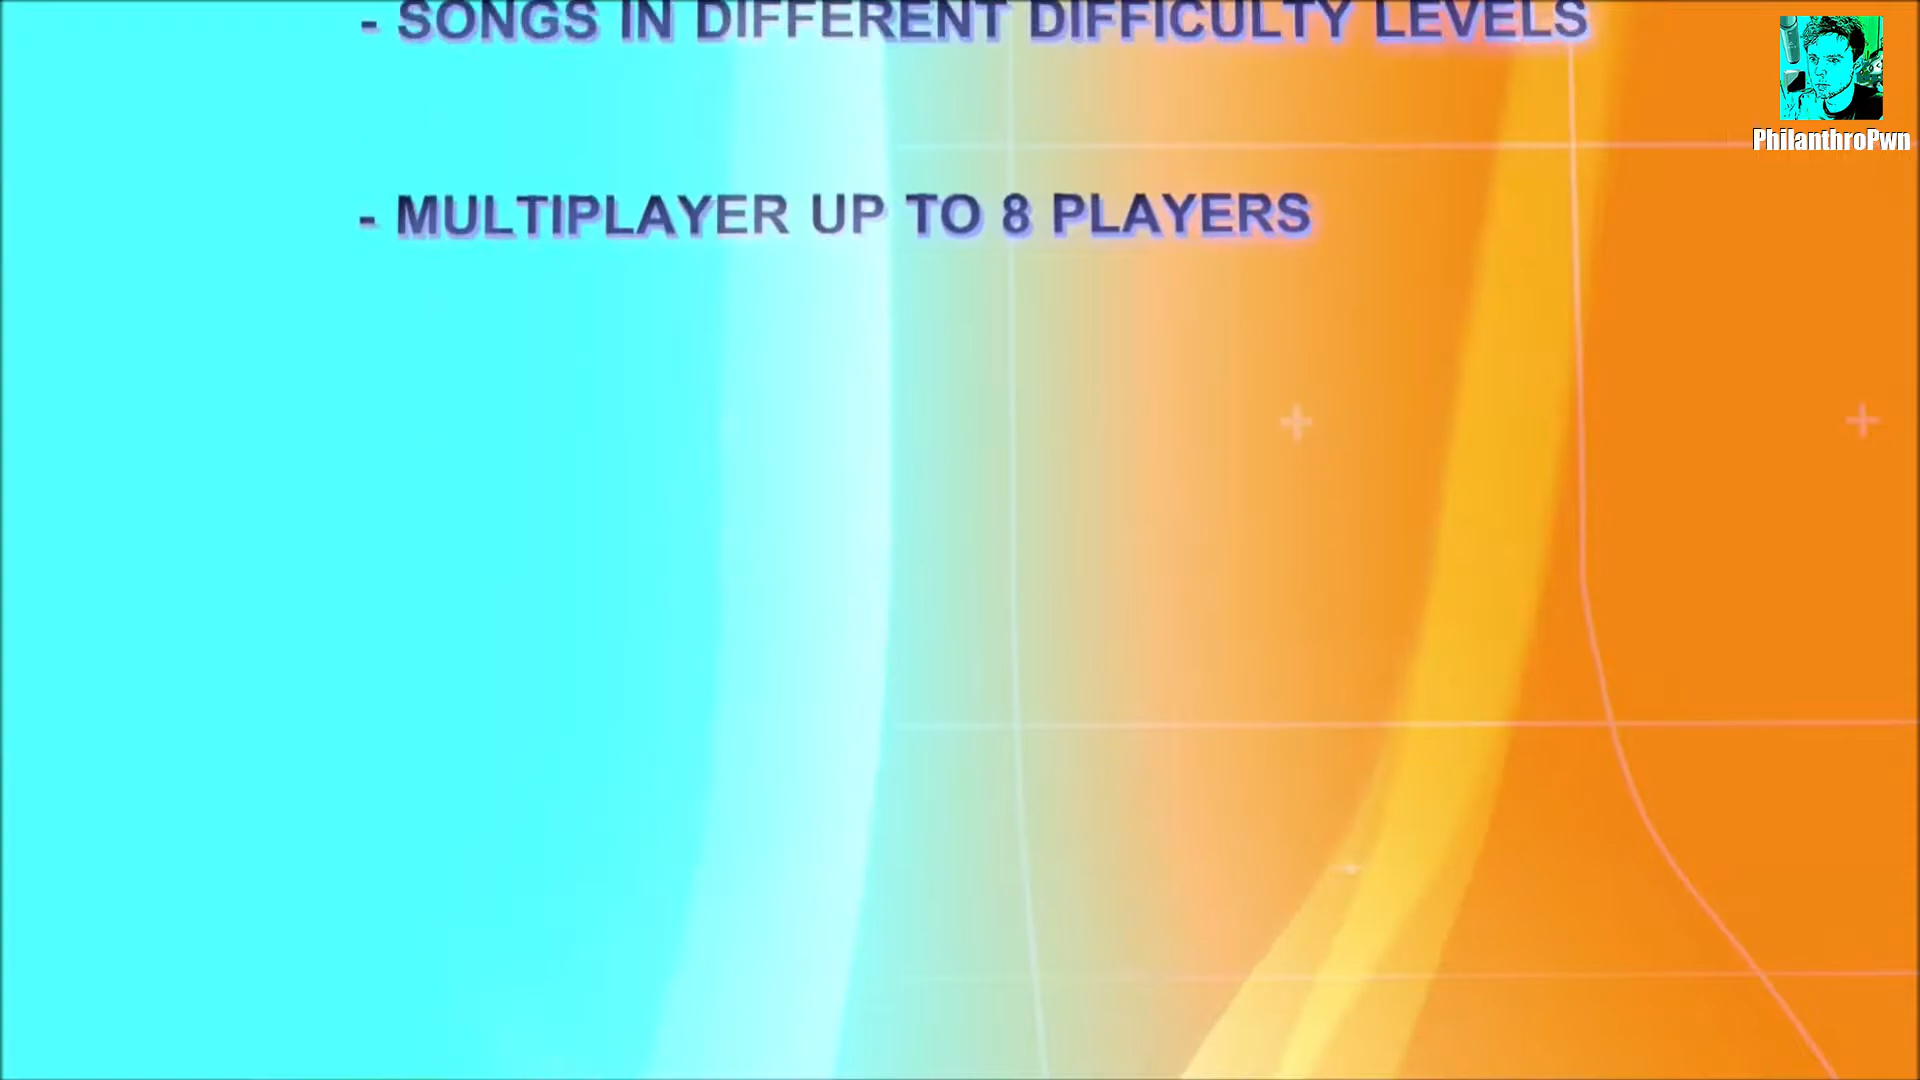 - SONGS IN DIFFERENT DIFFICULTY LEVELS
PhilanthroPwn
- MULTIPLAYER UP TO 8 PLAYERS